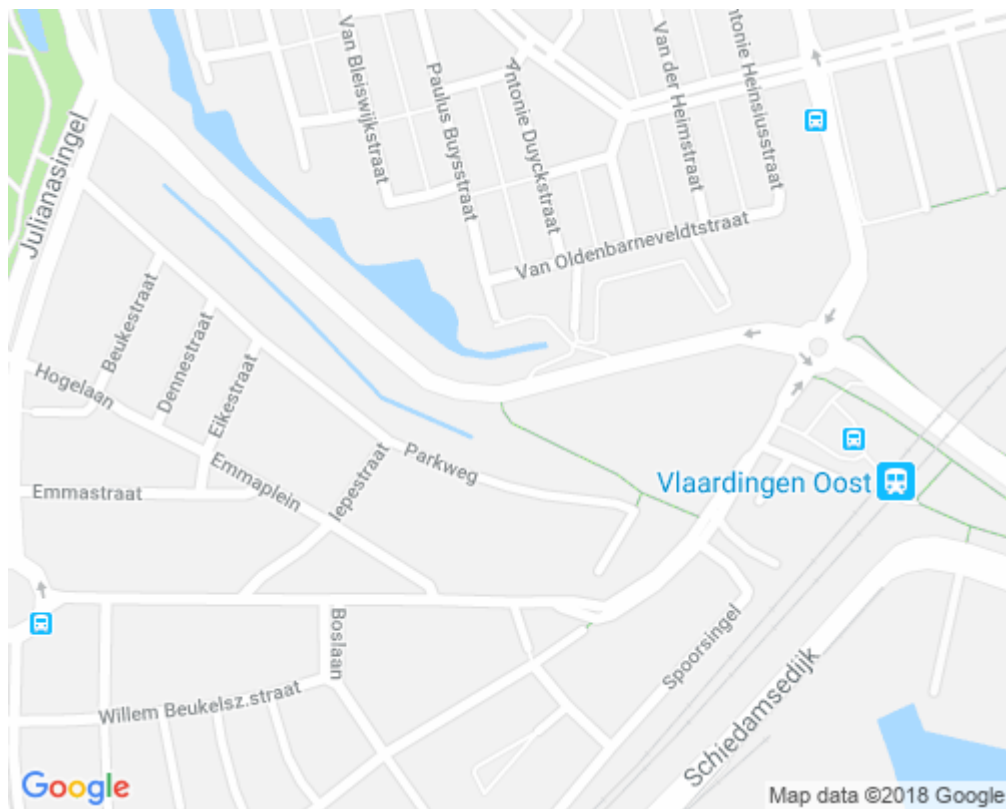 Van Bleiswijkstraat
Paulus Buysstraat
Antonie Duyckstraat
Van der Heimstraat
ntonie Heinsiusstraat
Julianasingel
Van Oldenbarneveldtstraat
Beukestraat
Dennestraat
Eikestraat
Hogelaan
Emmaplein
Iepestraat
Parkweg
Emmastraat
Vlaardingen Oost
Boslaan
Spoorsingel
Willem Beukelsz.straat
Schiedamsedijk
Google
Map data ©2018 Google